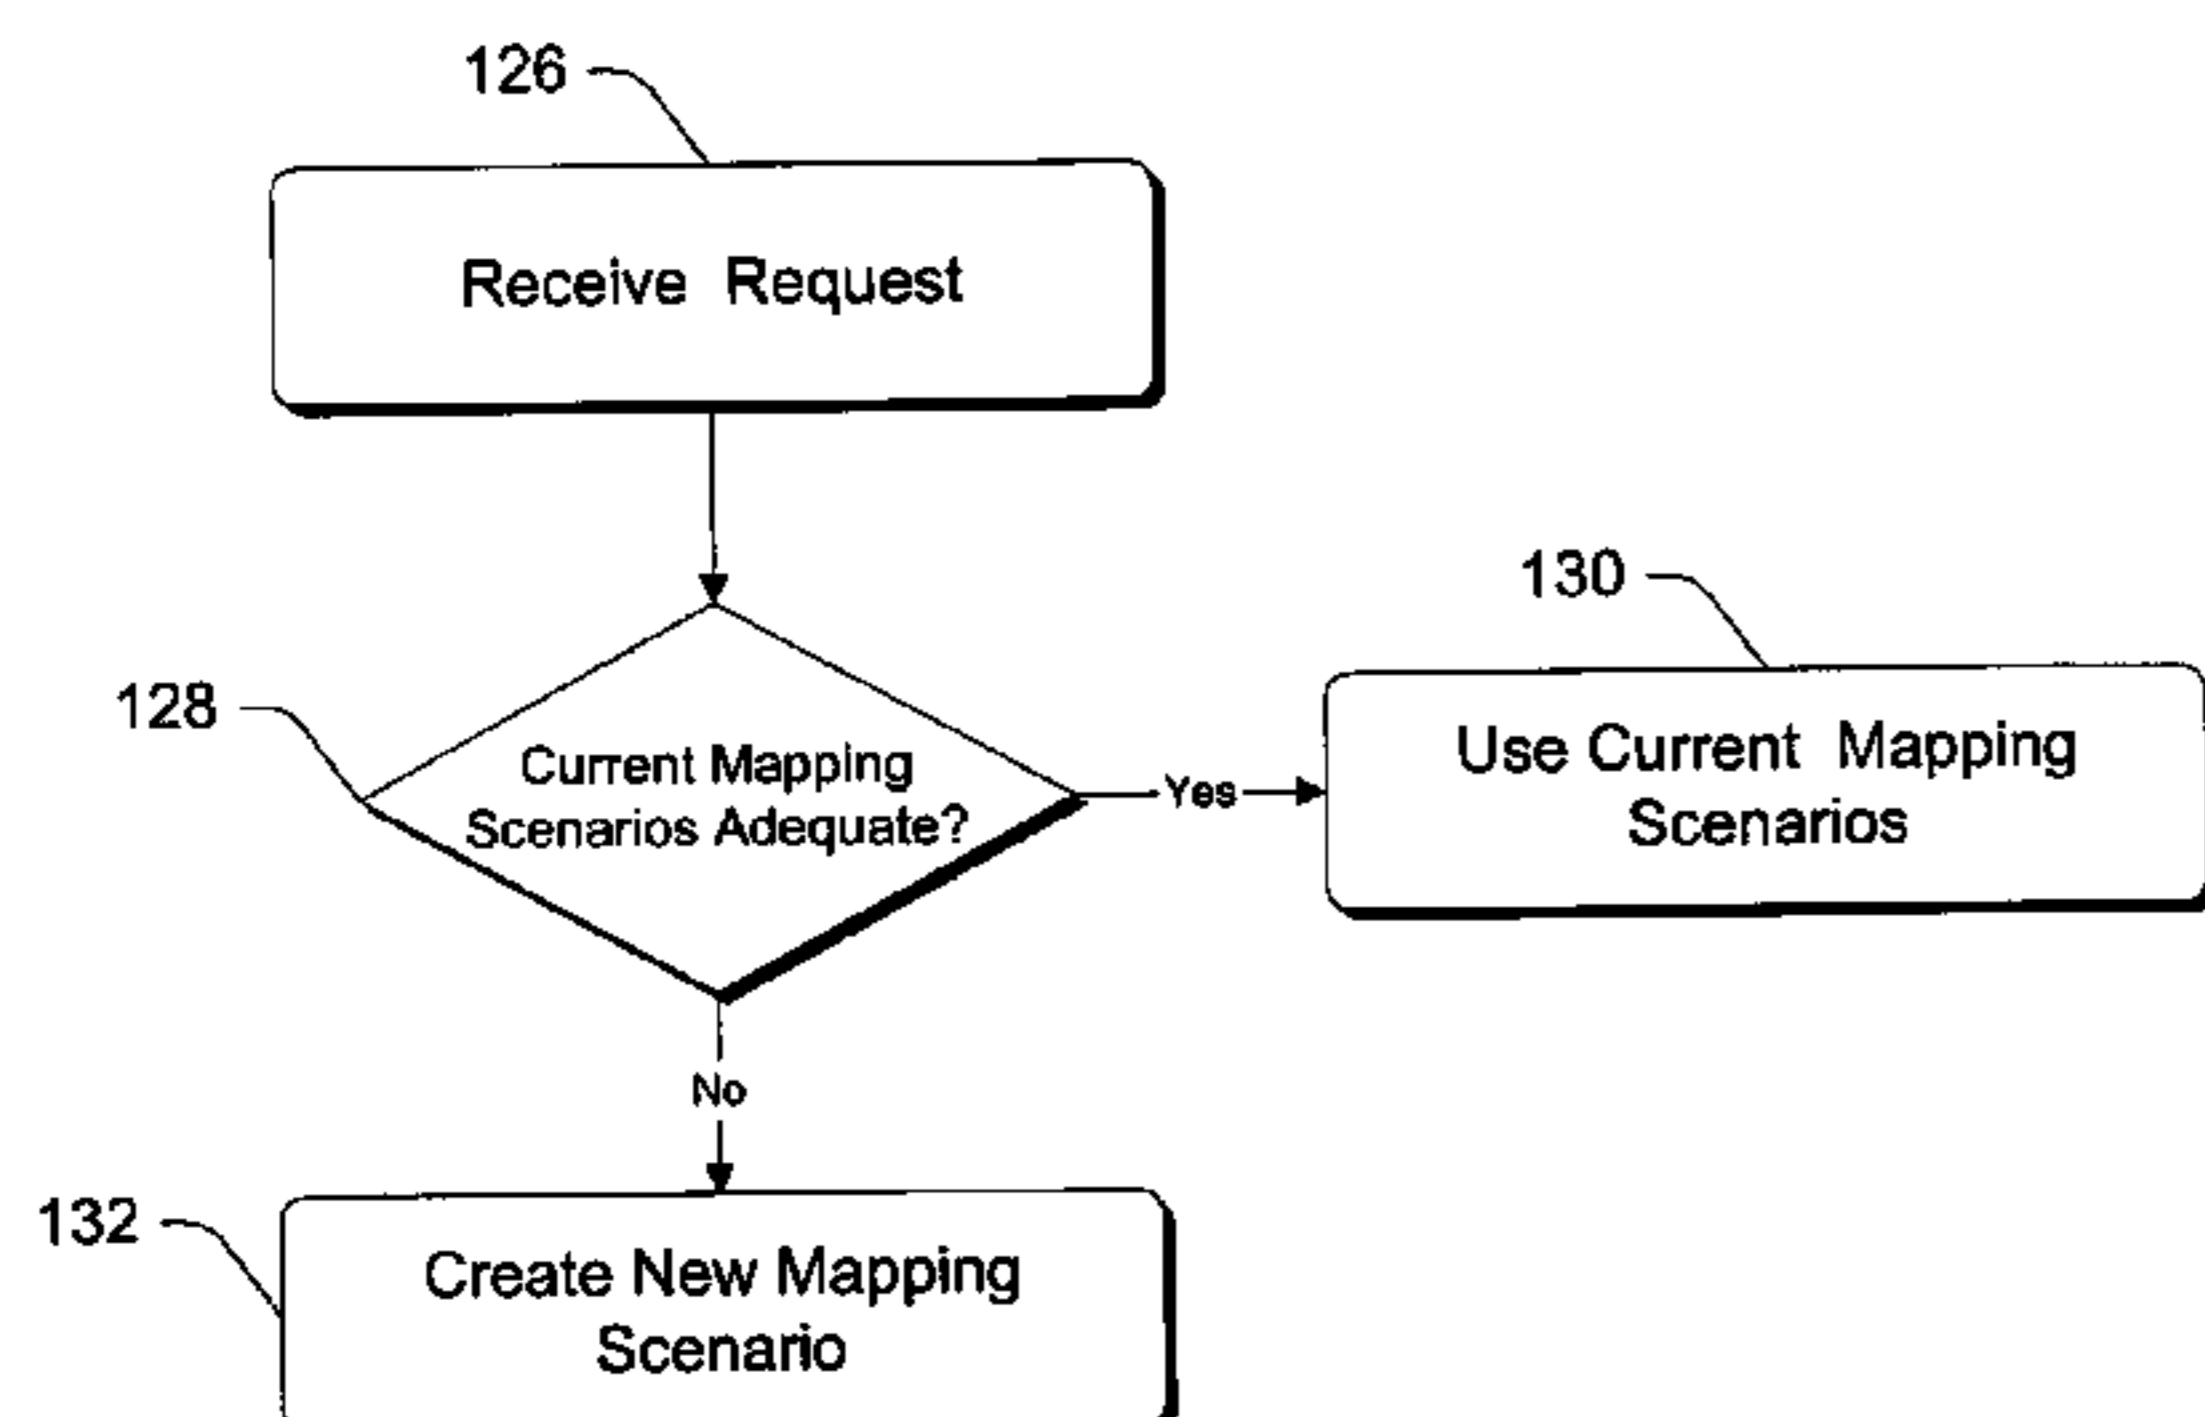 126
Receive Request
130
128
Current Mapping
Scenarios Adequate?
Yes
Use Current Mapping
Scenarios
No
132
Create New Mapping
Scenario